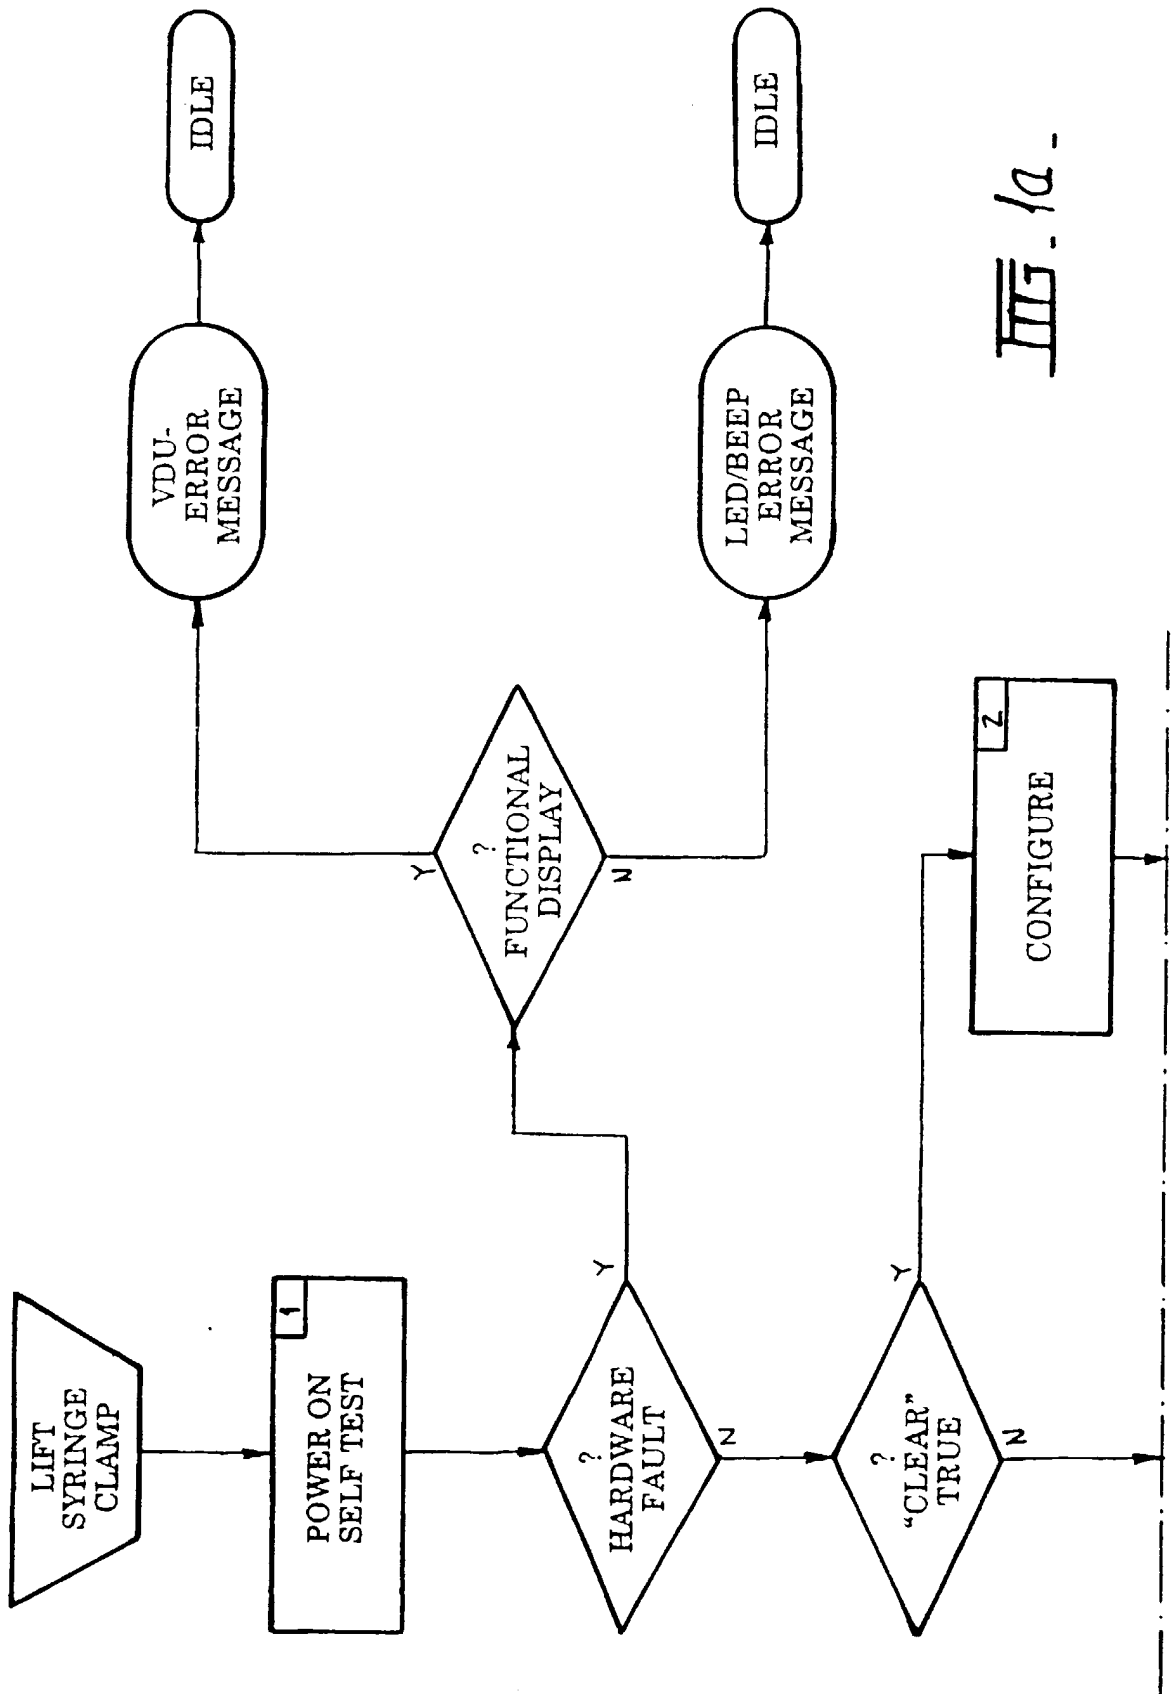 LIFT
SYRINGE
CLAMP
1
POWER ON
SELF TEST
?
HARDWARE
FAULT
Y
N
?
"CLEAR"
TRUE
Y
N
?
FUNCTIONAL
DISPLAY
Y
N
2
CONFIGURE
VDU-
ERROR
MESSAGE
IDLE
LED/BEEP
ERROR
MESSAGE
IDLE
FIG. 1a.